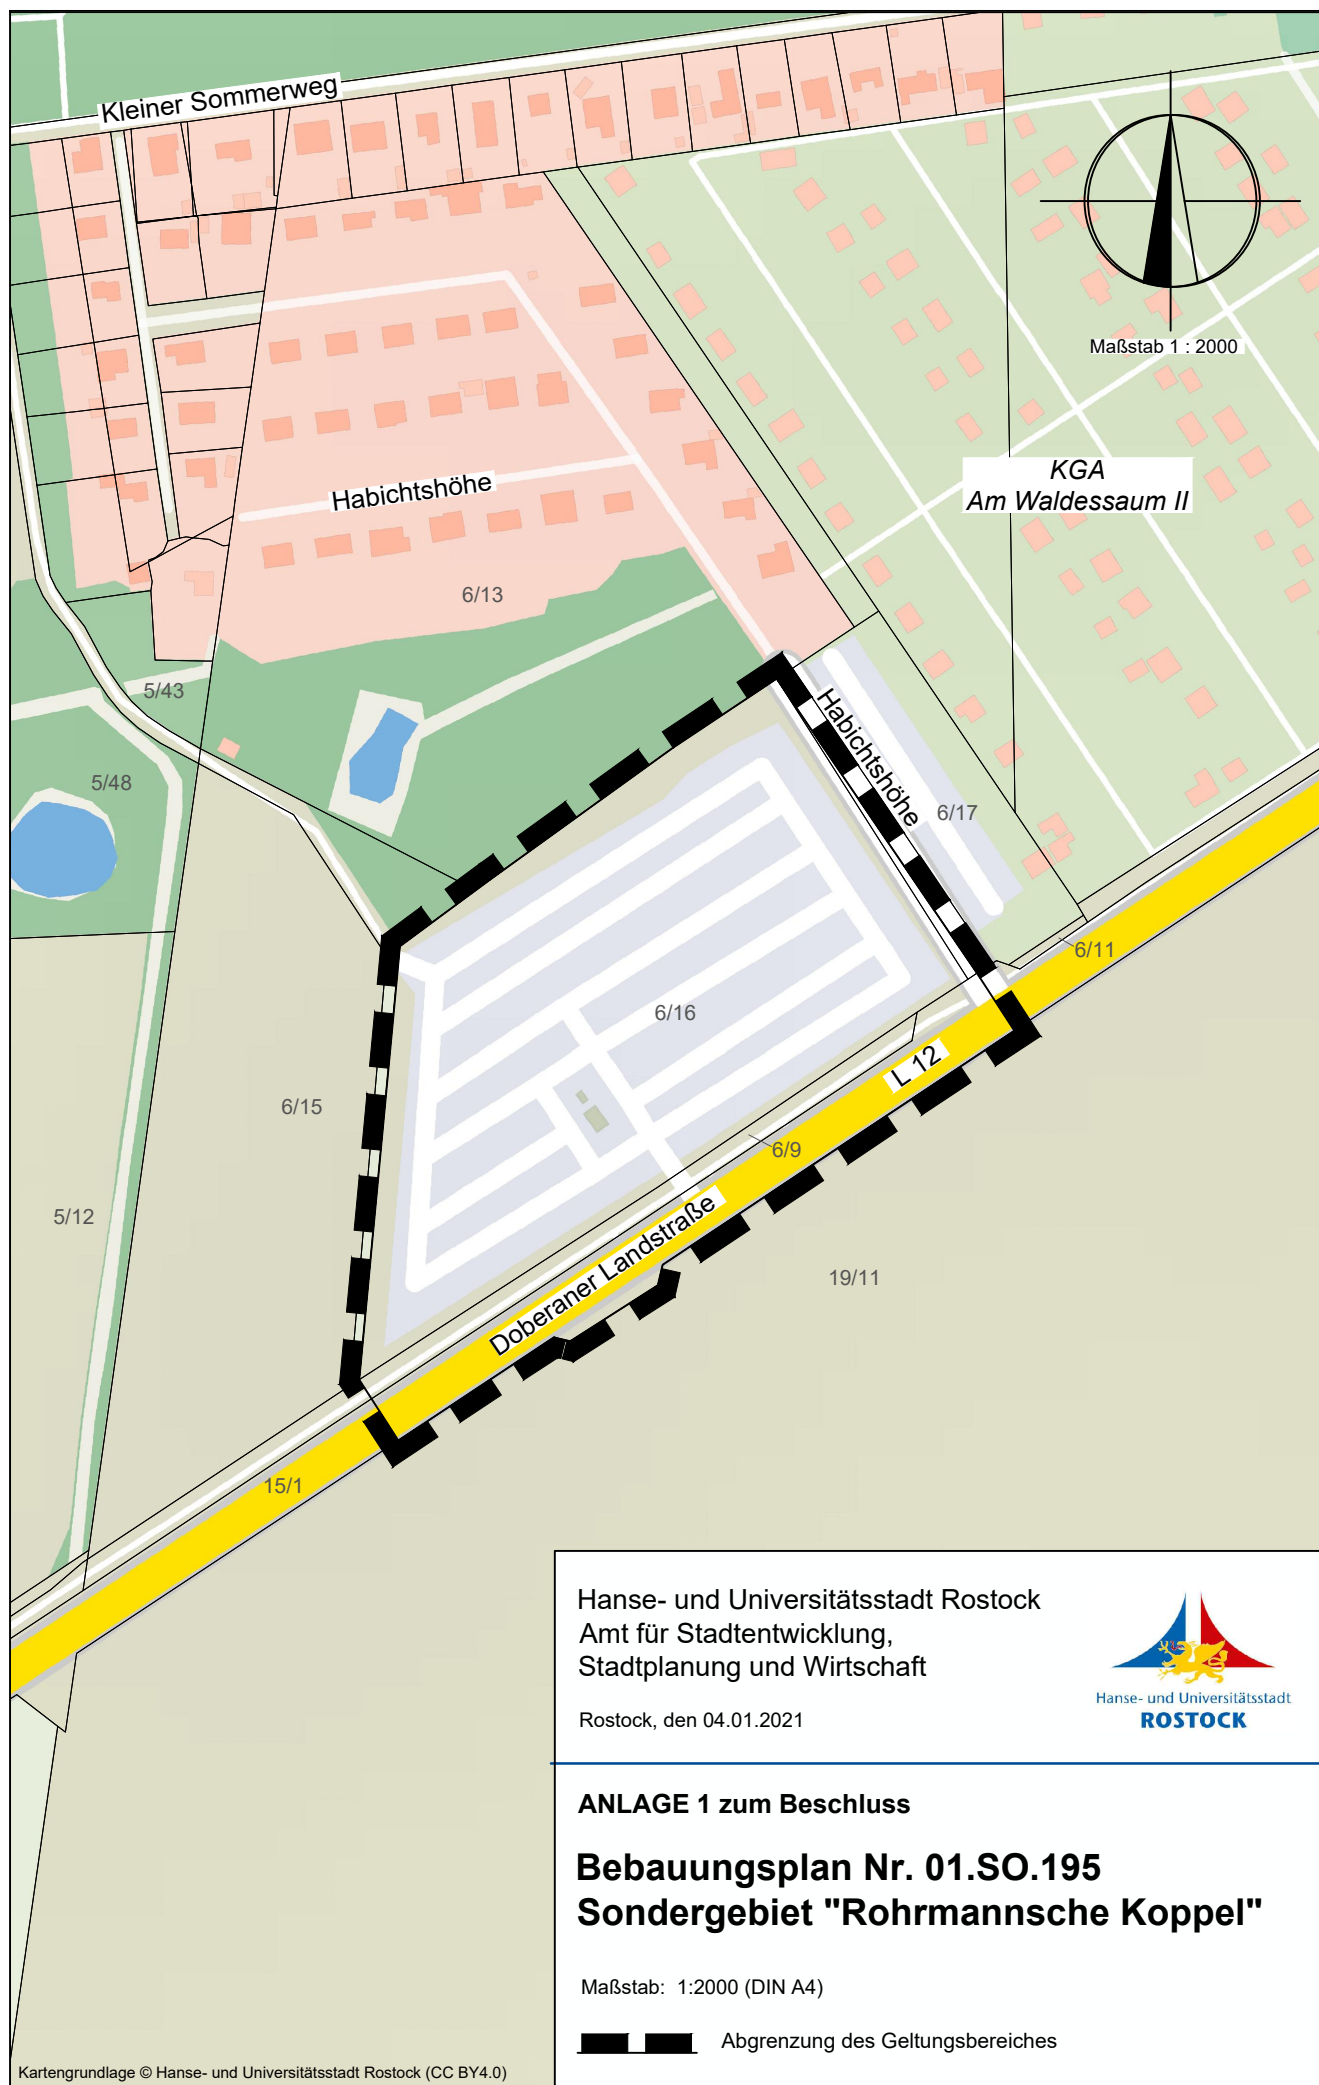 Kleiner Sommerweg
Maßstab 1 : 2000
KGA
Am Waldessaum II
Habichtshöhe
6/13
5/43
Habichtshöhe
5/48
6/17
6/11
6/16
L 12
6/15
6/9
5/12
Doberaner Landstraße
19/11
15/1
Hanse- und Universitätsstadt Rostock
Amt für Stadtentwicklung,
Stadtplanung und Wirtschaft
Rostock, den 04.01.2021
Hanse- und Universitätsstadt
ROSTOCK
ANLAGE 1 zum Beschluss
Bebauungsplan Nr. 01.SO.195
Sondergebiet "Rohrmannsche Koppel"
Maßstab: 1:2000 (DIN A4)
Abgrenzung des Geltungsbereiches
Kartengrundlage © Hanse- und Universitätsstadt Rostock (CC BY4.0)